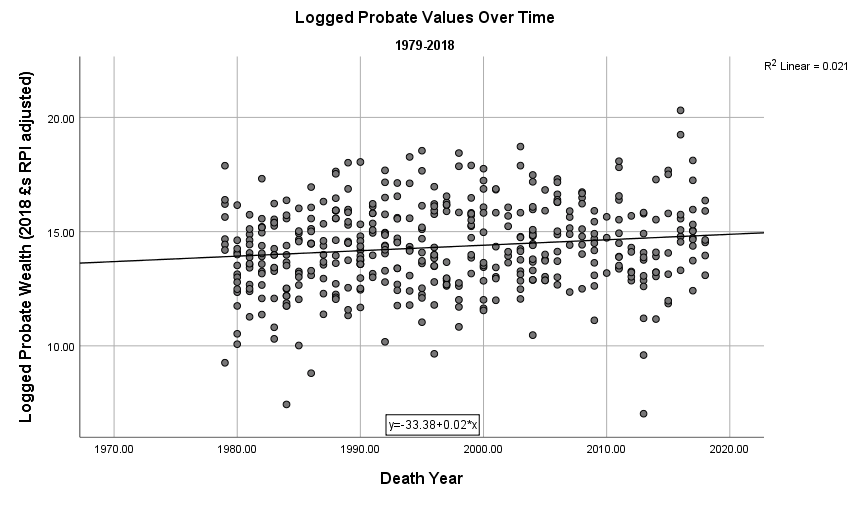 Logged Probate Values Over Time
1979-2018
R2 Linear = 0.021
Logged Probate Wealth (2018 £s RPI adjusted)
20.00
15.00
10.00
y=-33.38+0.02*x
1970.00 1980.00 1990.00 2000.00 2010.00 2020.00
Death Year